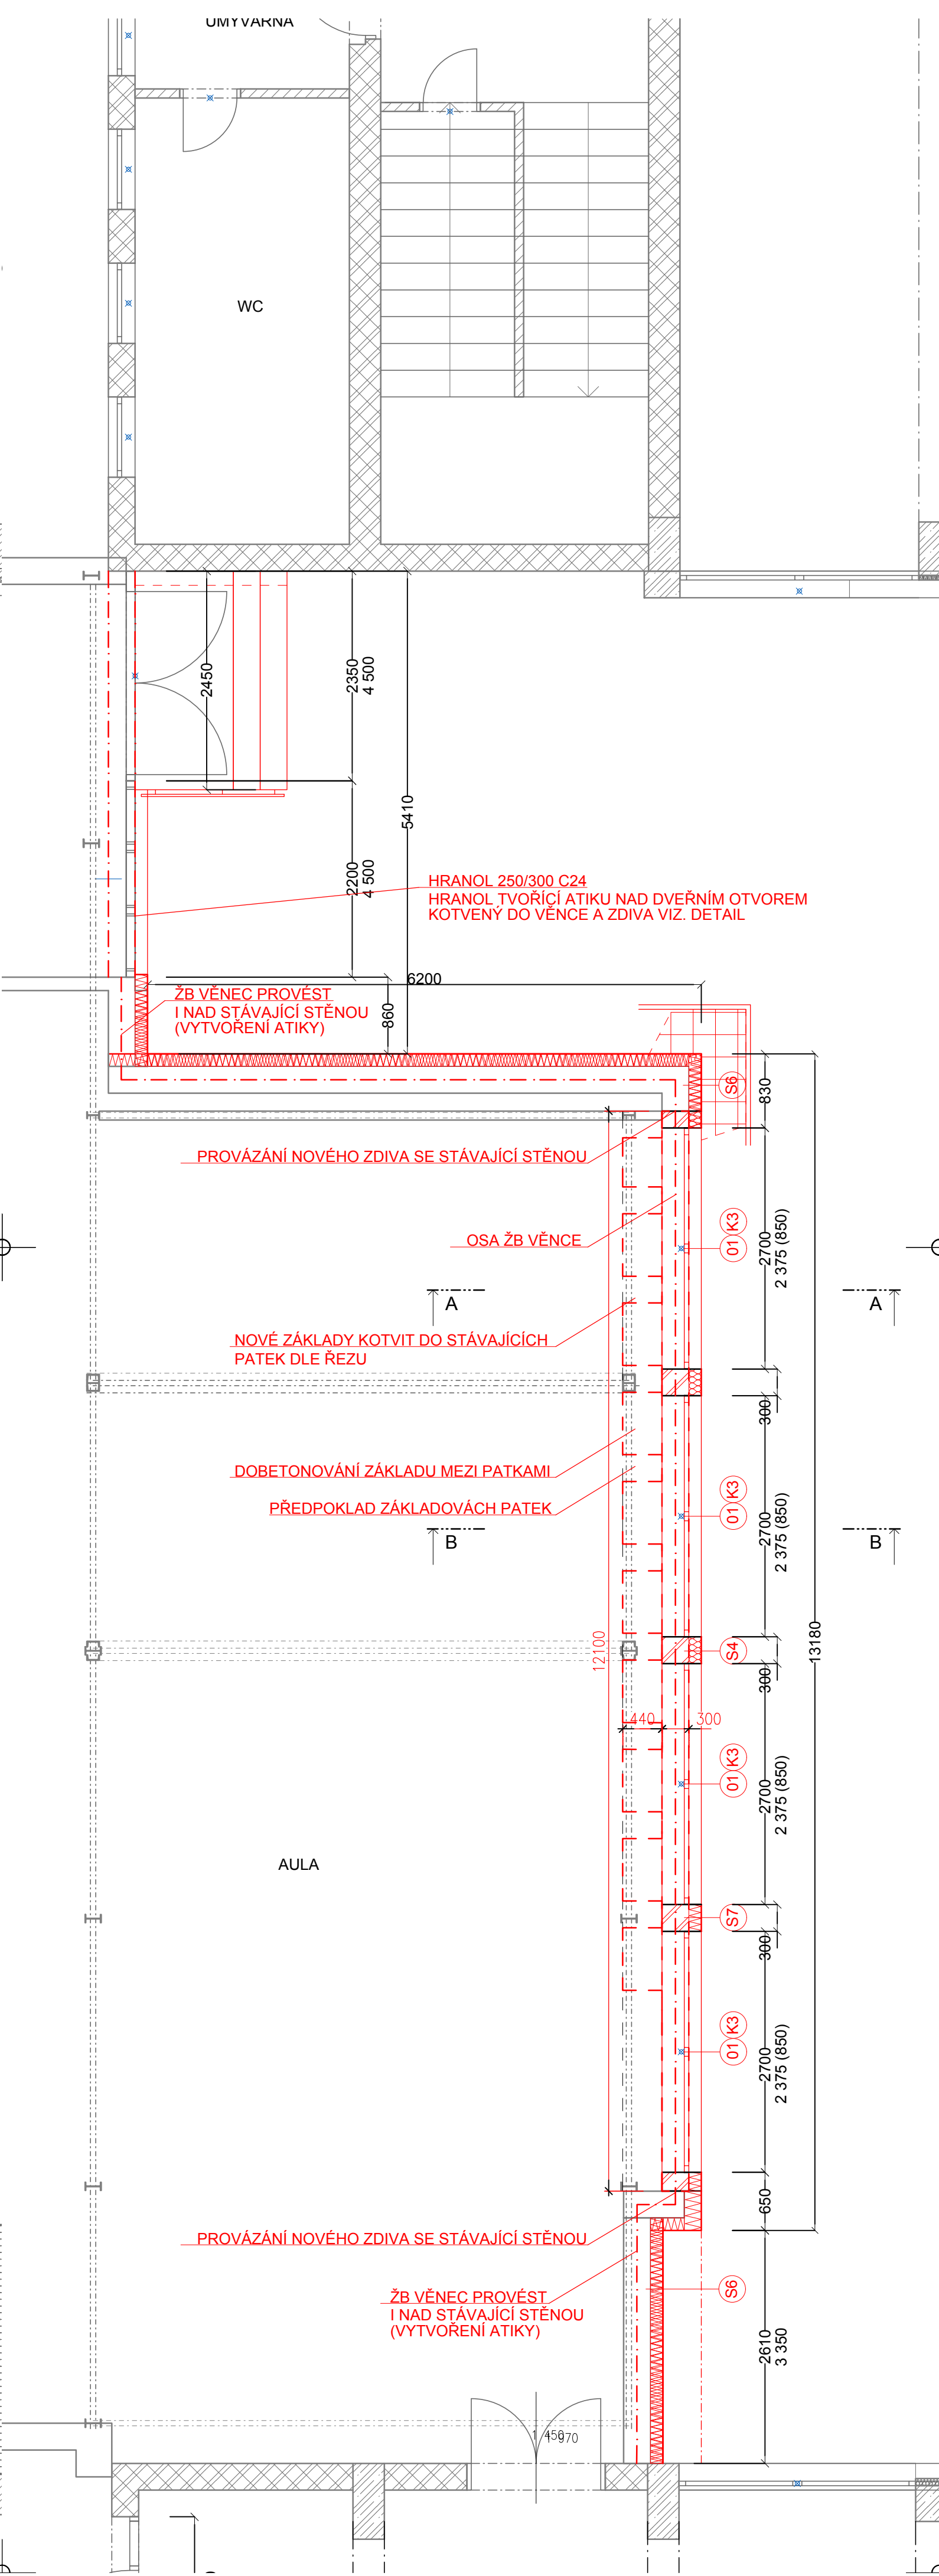 UMÝVÁRNA
WC
2450
2350
4 500
5410
2200
4 500
HRANOL 250/300 C24
HRANOL TVOŘÍCÍ ATIKU NAD DVEŘNÍM OTVOREM
KOTVENÝ DO VĚNCE A ZDIVA VIZ. DETAIL
6200
ŽB VĚNEC PROVÉST
I NAD STÁVAJÍCÍ STĚNOU
(VYTVOŘENÍ ATIKY)
860
S6
830
PROVÁZÁNÍ NOVÉHO ZDIVA SE STÁVAJÍCÍ STĚNOU
OSA ŽB VĚNCE
01 K3
2700
2 375 (850)
A
A
NOVÉ ZÁKLADY KOTVIT DO STÁVAJÍCÍCH
PATEK DLE ŘEZU
300
DOBETONOVÁNÍ ZÁKLADU MEZI PATKAMI
PŘEDPOKLAD ZÁKLADOVÁCH PATEK
01 K3
2700
2 375 (850)
B
B
12100
S4
13180
300
440
300
01 K3
2700
2 375 (850)
AULA
S7
300
01 K3
2700
2 375 (850)
650
PROVÁZÁNÍ NOVÉHO ZDIVA SE STÁVAJÍCÍ STĚNOU
ŽB VĚNEC PROVÉST
I NAD STÁVAJÍCÍ STĚNOU
(VYTVOŘENÍ ATIKY)
S6
2610
3 350
1 450